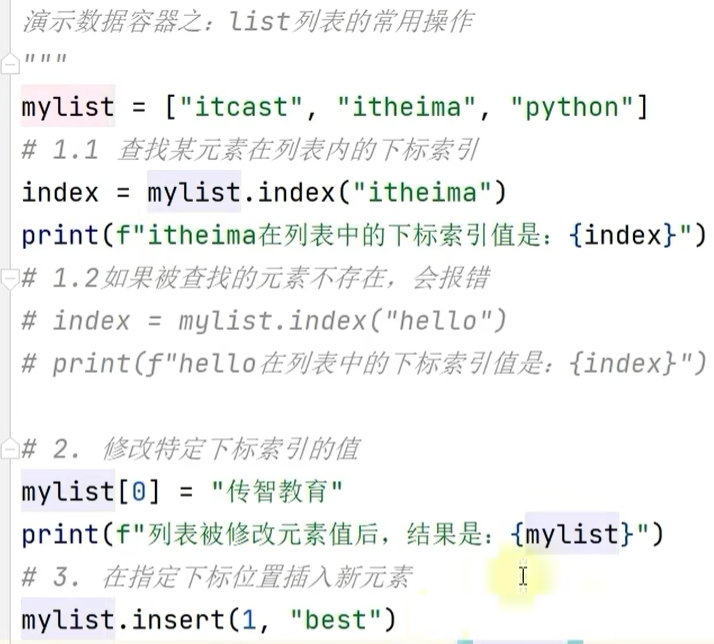 演示数据容器之：list列表的常用操作
"""
mylist = ["itcast", "itheima", "python"]
# 1.1 查找某元素在列表内的下标索引
index = mylist.index("itheima")
print(f"itheima在列表中的下标索引值是：{index}")
# 1.2如果被查找的元素不存在，会报错
# index = mylist.index("hello")
# print(f"hello在列表中的下标索引值是：{index}")
# 2. 修改特定下标索引的值
mylist[0] = "传智教育"
print(f"列表被修改元素值后，结果是：{mylist}")
# 3. 在指定下标位置插入新元素
mylist.insert(1, "best")